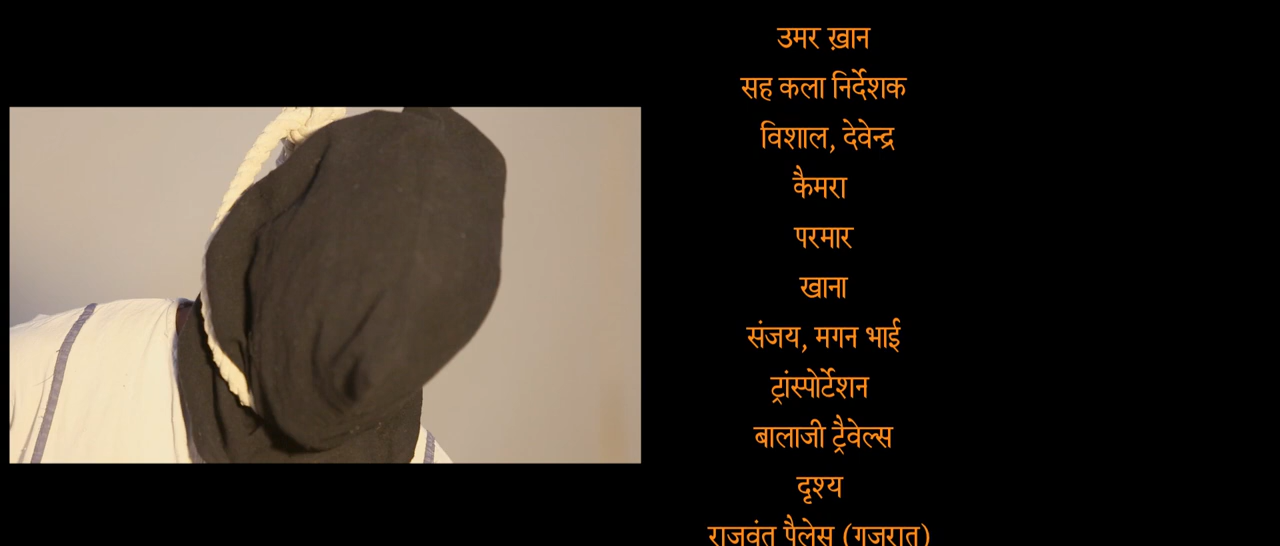 उमर ख़ान
सह कला निर्देशक
विशाल, देवेन्द्र
कैमरा
परमार
खाना
संजय, मगन भाई
ट्रांस्पोर्टेशन
बालाजी ट्रैवेल्स
दृश्य
राजवंत पैलेस (गुजरात)